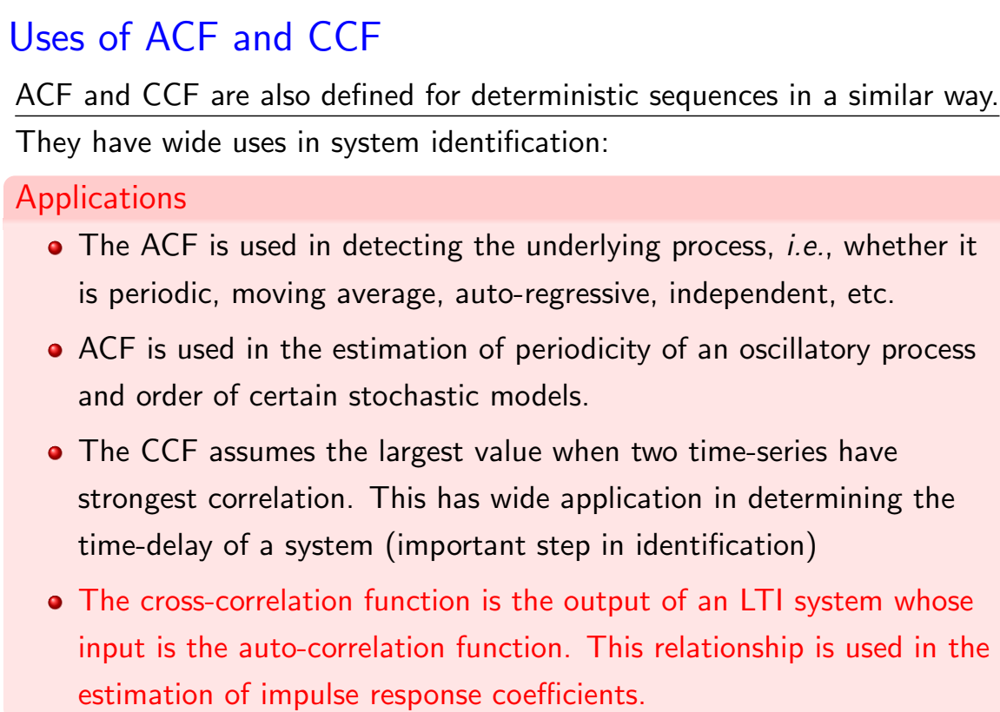 Uses of ACF and CCF
ACF and CCF are also defined for deterministic sequences in a similar way.
They have wide uses in system identification:
Applications
The ACF is used in detecting the underlying process, i.e., whether it
is periodic, moving average, auto-regressive, independent, etc.
ACF is used in the estimation of periodicity of an oscillatory process
and order of certain stochastic models.
The CCF assumes the largest value when two time-series have
strongest correlation. This has wide application in determining the
time-delay of a system (important step in identification)
The cross-correlation function is the output of an LTI system whose
input is the auto-correlation function. This relationship is used in the
estimation of impulse response coefficients.